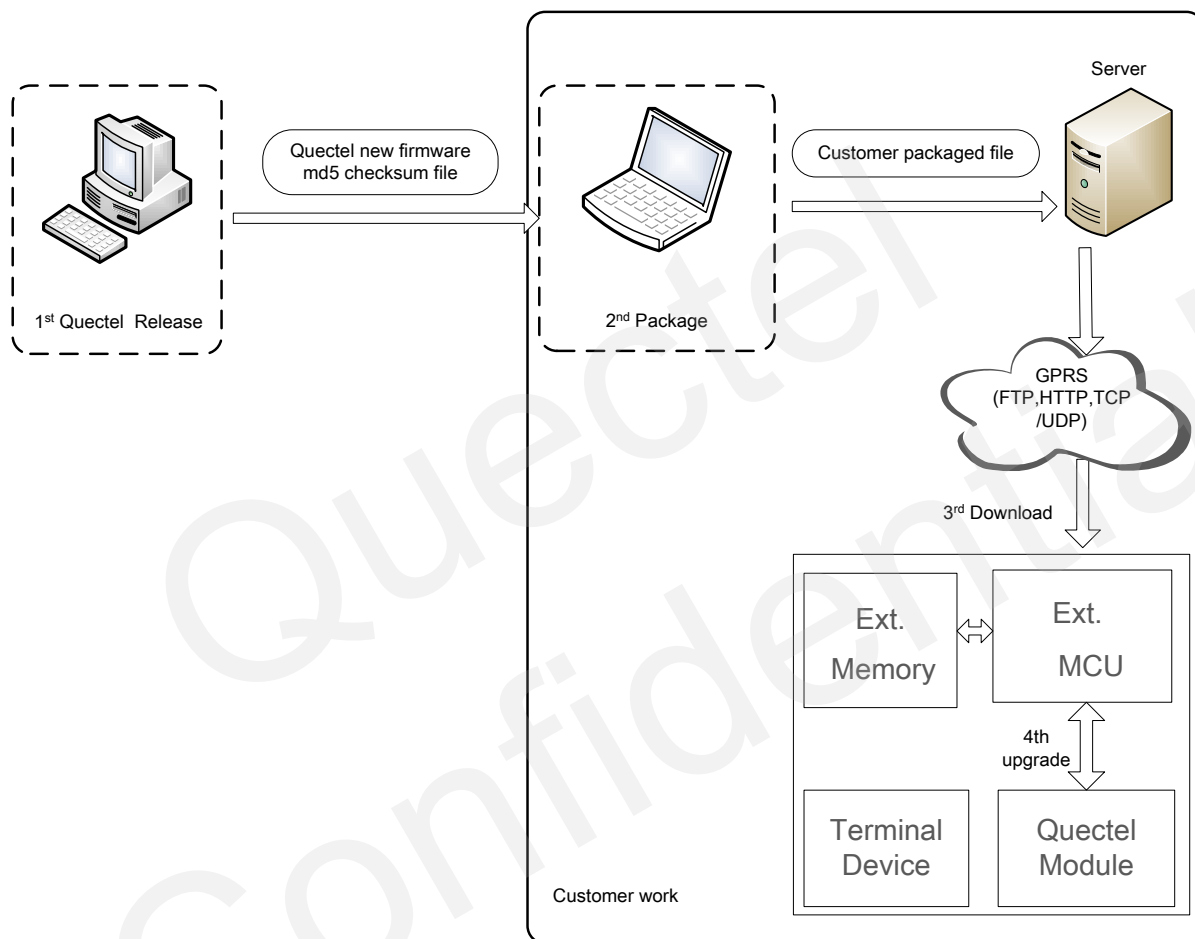 Server
Quectel new firmware
md5 checksum file
Customer packaged file
1st Quectel Release
2nd Package
GPRS
(FTP,HTTP,TCP
/UDP)
3rd Download
Ext.
Memory
Ext.
MCU
4th
upgrade
Terminal
Device
Quectel
Module
Customer work
Quectel
Confidential